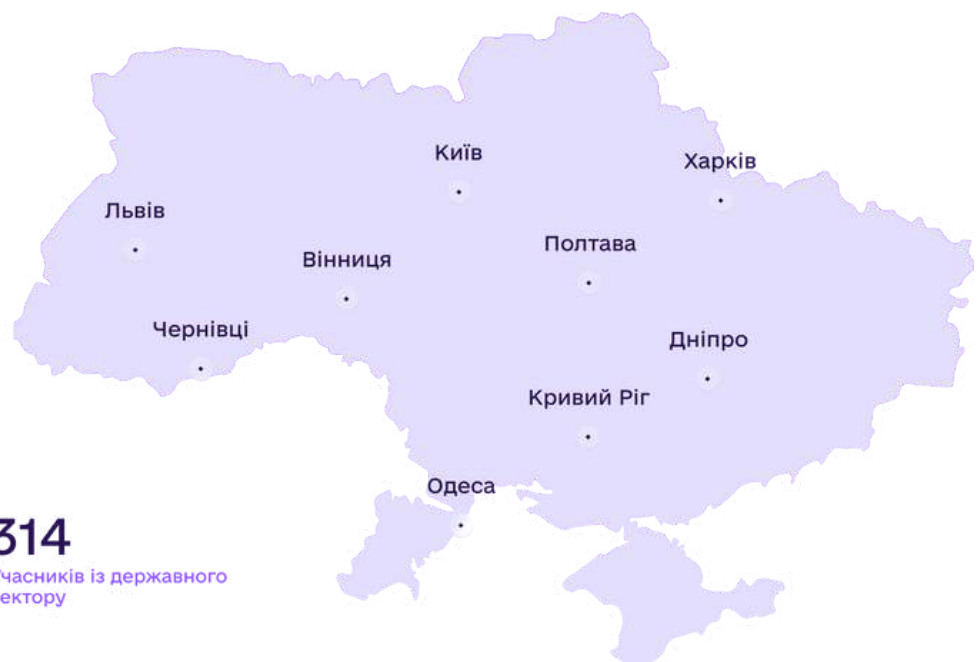 Київ
Харків
Львів
Полтава
Вінниця
Чернівці
Дніпро
Кривий Ріг
Одеса
314
часників із державного
ектору